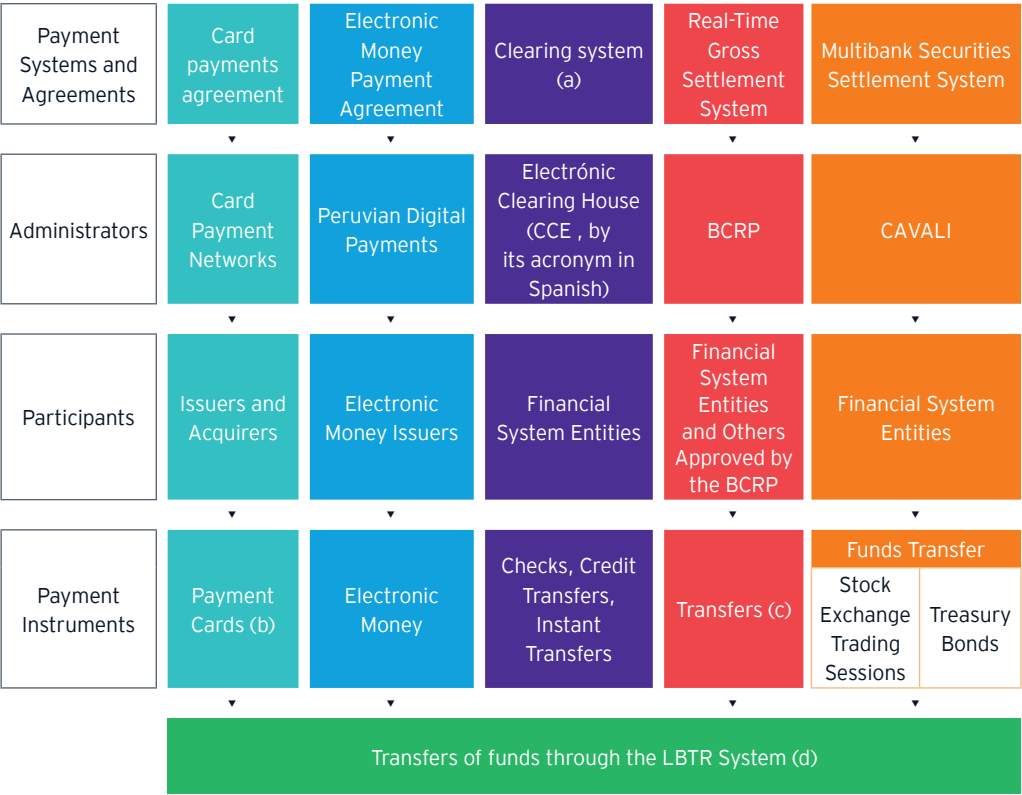 Payment
Systems and
Agreements
Card
payments
agreement
Electronic
Money
Payment
Agreement
Clearing system
(a)
Real-Time
Gross
Settlement
System
Multibank Securities
Settlement System
Administrators
Card
Payment
Networks
Peruvian Digital
Payments
Electrónic
Clearing House
(CCE , by
its acronym in
Spanish)
BCRP
CAVALI
Participants
Issuers and
Acquirers
Electronic
Money Issuers
Financial
System Entities
Financial
System
Entities
and Others
Approved by
the BCRP
Financial System
Entities
Payment
Instruments
Payment
Cards (b)
Electronic
Money
Checks, Credit
Transfers,
Instant
Transfers
Transfers (c)
Funds Transfer
Stock
Exchange
Trading
Sessions
Treasury
Bonds
Transfers of funds through the LBTR System (d)